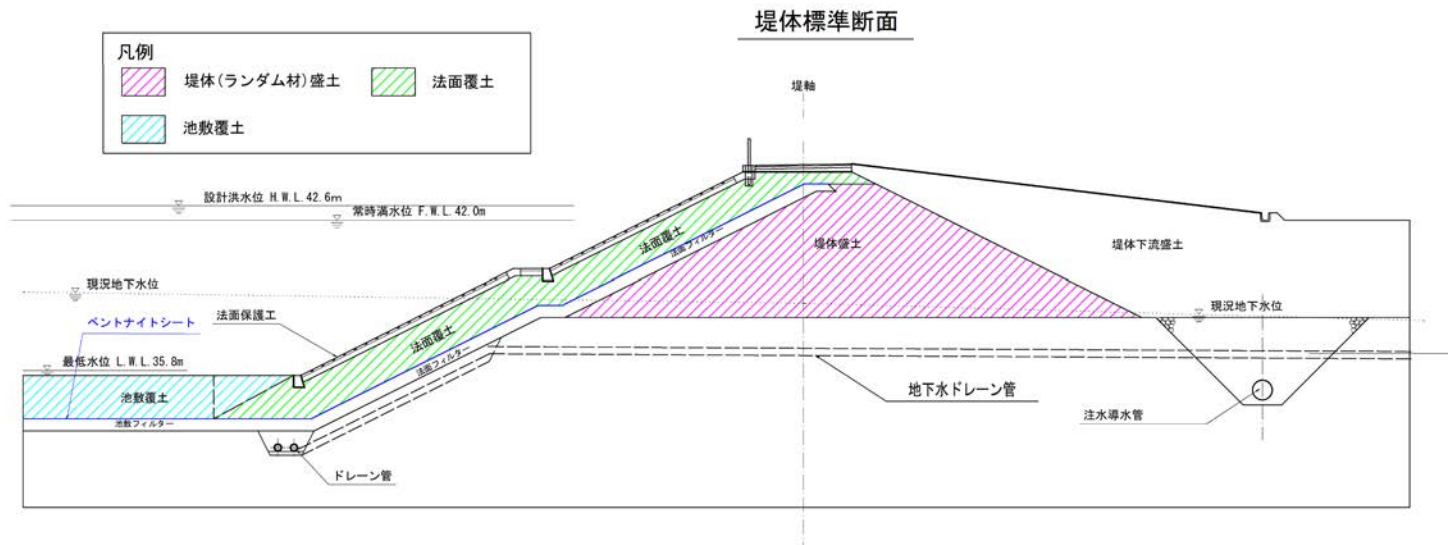 堤体標準断面
凡例
堤体(ランダム材)盛土
法面覆土
池敷覆土
堤軸
設計洪水位 H.W.L.42.6m
常時満水位 F.W.L.42.0m
法面覆土
法面フィルター
堤体盛土
堤体下流盛土
現況地下水位
現況地下水位
ベントナイトシート
法面保護工
法面覆土
法面フィルター
最低水位 L.W.L.35.8m
池敷覆土
池敷フィルター
地下水ドレーン管
注水導水管
ドレーン管